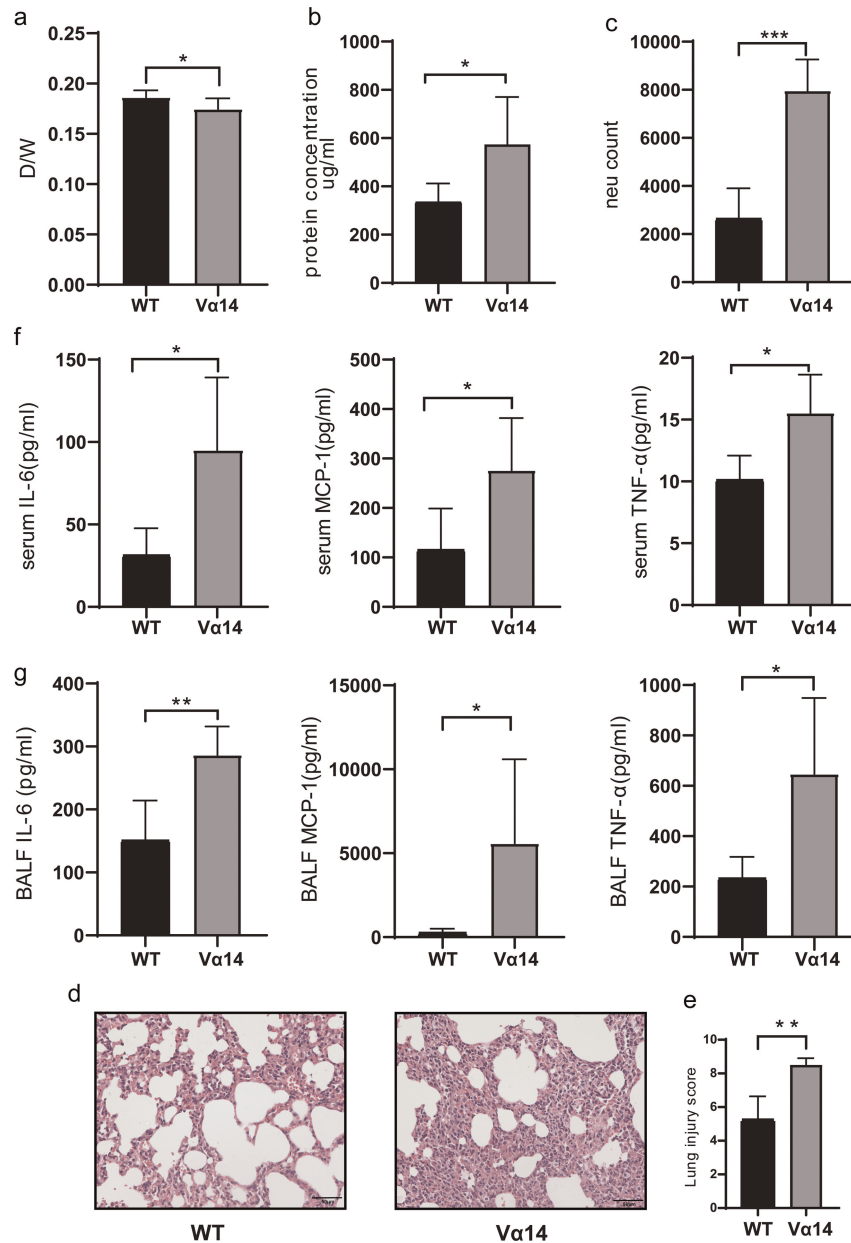 a
0.25
0.20
0.15
0.10
0.05
0.00
D/W
*
WT
Vα14
b
1000
800
600
400
200
0
protein concentration
ug/ml
*
WT
Vα14
c
10000
8000
6000
4000
2000
0
neu count
***
WT
Vα14
f
150
100
50
0
serum IL-6(pg/ml)
*
WT
Vα14
500
400
300
200
100
0
serum MCP-1(pg/ml)
*
WT
Vα14
20
15
10
5
0
serum TNF-α(pg/ml)
*
WT
Vα14
g
400
300
200
100
0
BALF IL-6 (pg/ml)
**
WT
Vα14
15000
10000
5000
0
BALF MCP-1(pg/ml)
*
WT
Vα14
1000
800
600
400
200
0
BALF TNF-α(pg/ml)
*
WT
Vα14
d
50μm
WT
50μm
Vα14
e
10
8
6
4
2
0
Lung injury score
**
WT
Vα14